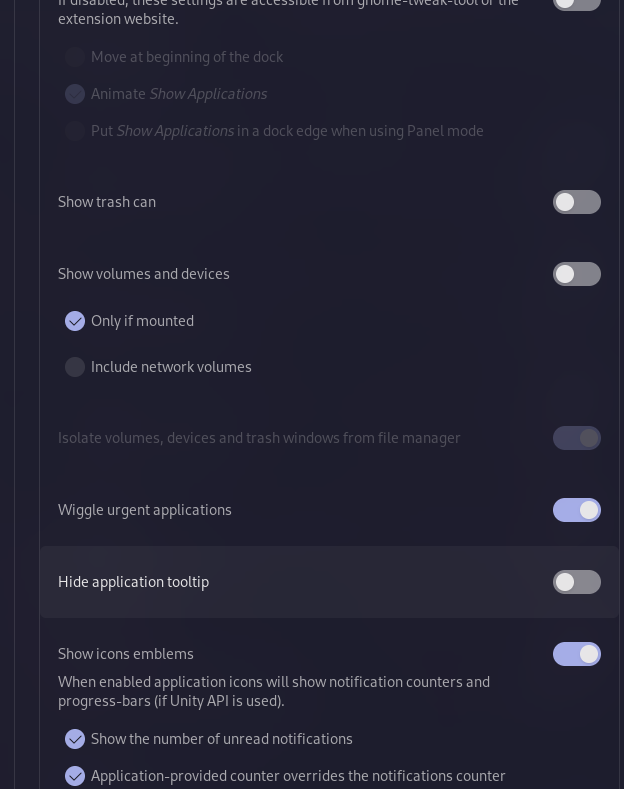 If disabled, these settings are accessible from gnome-tweak-tool or the
extension website.
Move at beginning of the dock
Animate Show Applications
Put Show Applications in a dock edge when using Panel mode
Show trash can
Show volumes and devices
Only if mounted
Include network volumes
Isolate volumes, devices and trash windows from file manager
Wiggle urgent applications
Hide application tooltip
Show icons emblems
When enabled application icons will show notification counters and
progress-bars (if Unity API is used).
Show the number of unread notifications
Application-provided counter overrides the notifications counter